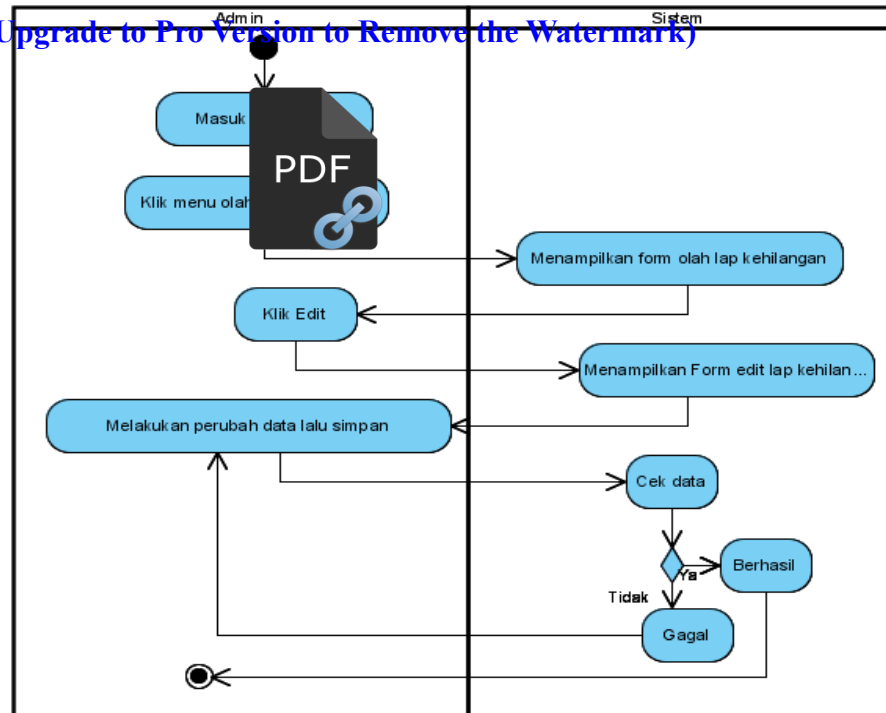 Admin
Sistem
Upgrade to Pro Version to Remove the Watermark)
Masuk
PDF
Klik menu olah
Menampilkan form olah lap kehilangan
Klik Edit
Menampilkan Form edit lap kehilan...
Melakukan perubah data lalu simpan
Cek data
Ya
Berhasil
Tidak
Gagal